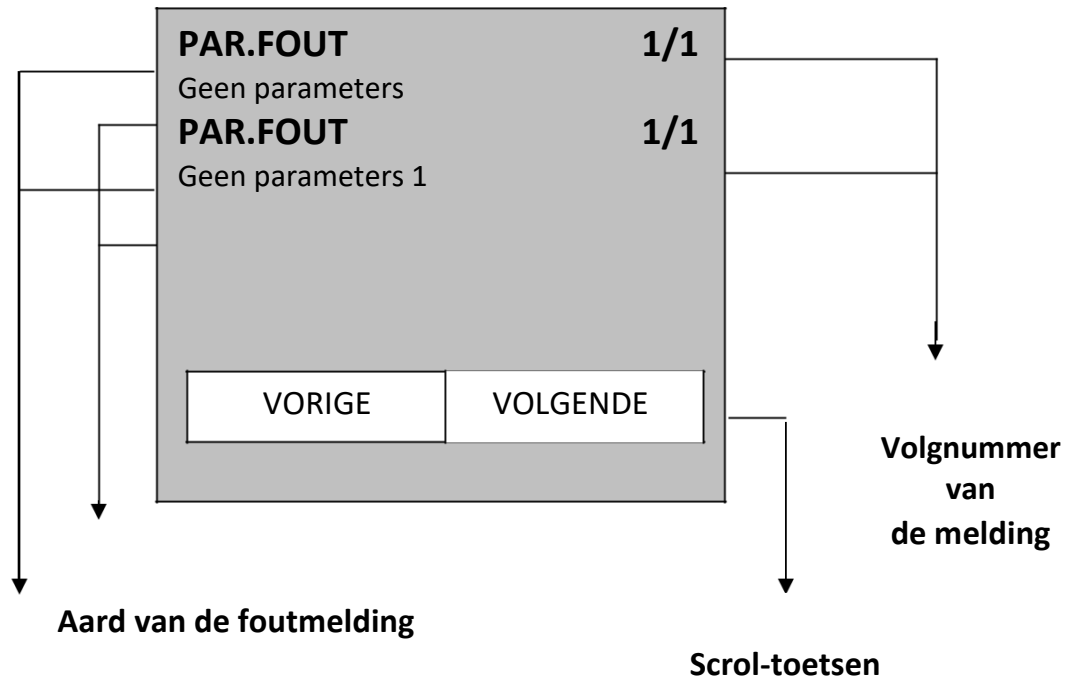 PAR.FOUT 1/1
Geen parameters
PAR.FOUT 1/1
Geen parameters 1
VORIGE VOLGENDE
Volgnummer
van
de melding
Aard van de foutmelding
Scrol-toetsen